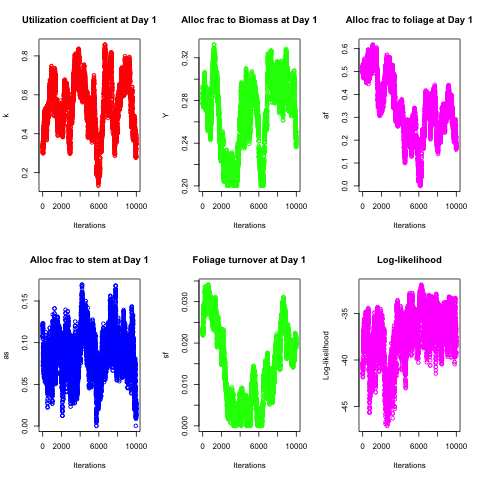 Utilization coefficient at Day 1
k
0.2 0.4 0.6 0.8
0 2000 6000 10000
Iterations
Alloc frac to Biomass at Day 1
Y
0.20 0.24 0.28 0.32
0 2000 6000 10000
Iterations
Alloc frac to foliage at Day 1
af
0.0 0.1 0.2 0.3 0.4 0.5 0.6
0 2000 6000 10000
Iterations
Alloc frac to stem at Day 1
as
0.00 0.05 0.10 0.15
0 2000 6000 10000
Iterations
Foliage turnover at Day 1
sf
0.000 0.010 0.020 0.030
0 2000 6000 10000
Iterations
Log-likelihood
Log-likelihood
-45 -40 -35
0 2000 6000 10000
Iterations